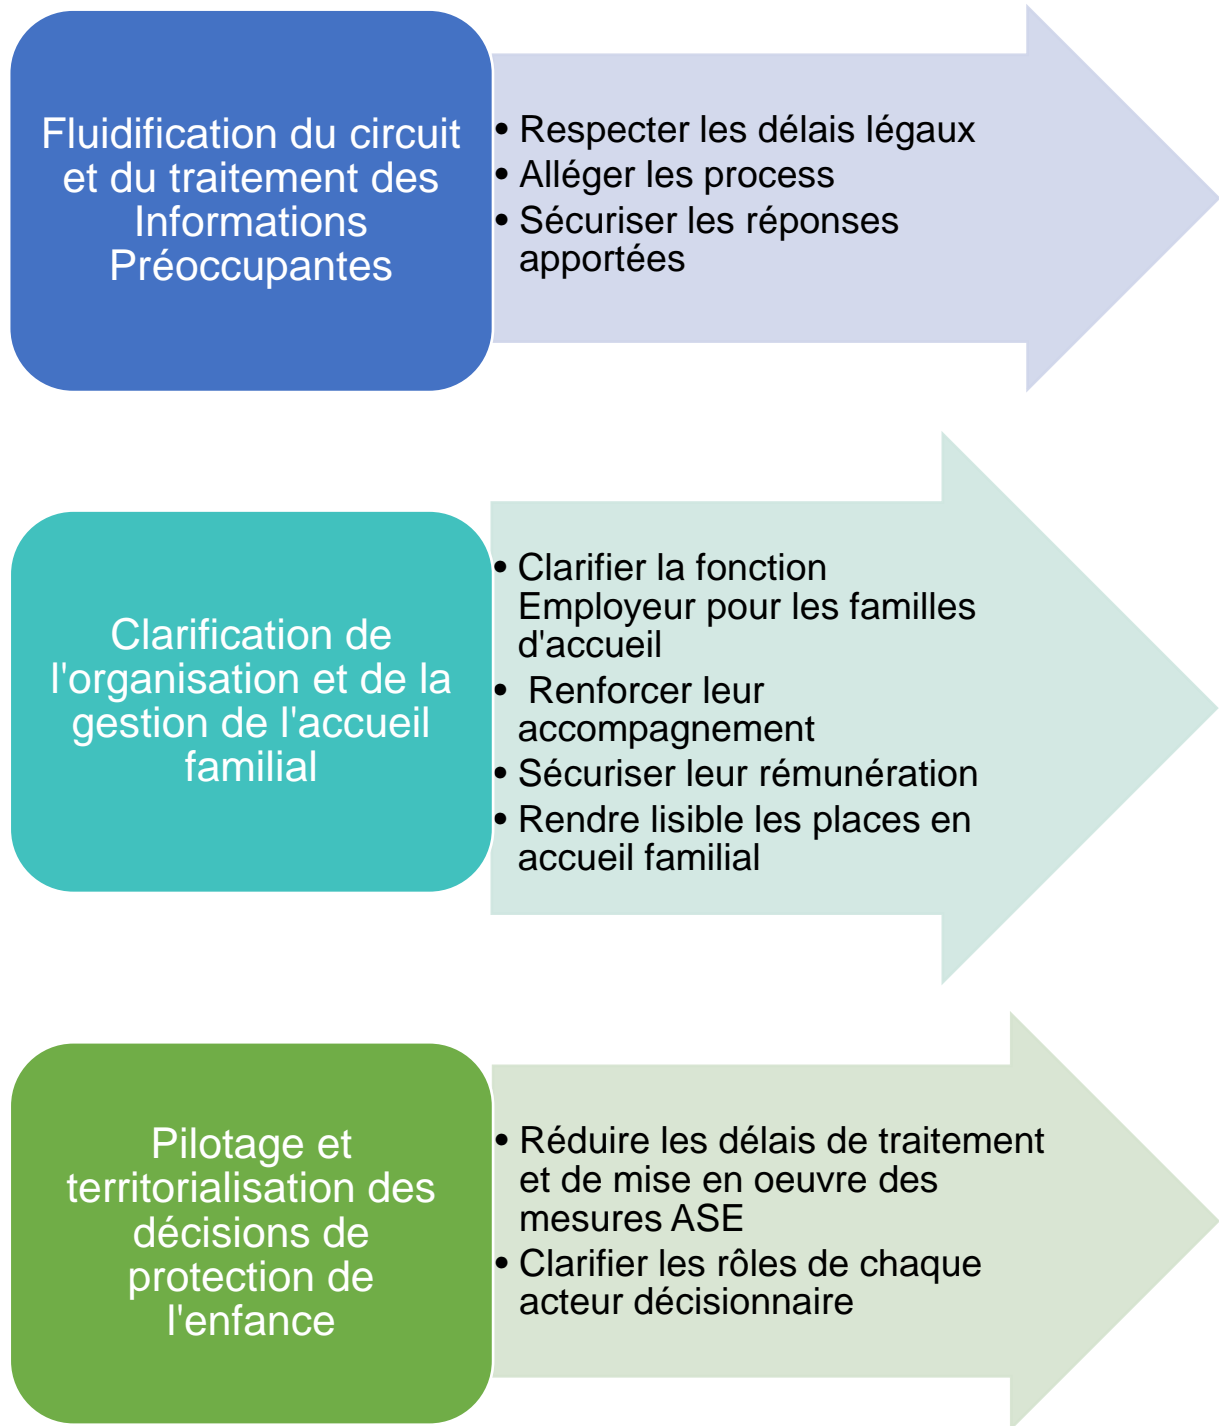 Fluidification du circuit
et du traitement des
Informations
Préoccupantes
• Respecter les délais légaux
• Alléger les process
• Sécuriser les réponses
apportées
Clarification de
l'organisation et de la
gestion de l'accueil
familial
• Clarifier la fonction
Employeur pour les familles
d'accueil
• Renforcer leur
accompagnement
• Sécuriser leur rémunération
• Rendre lisible les places en
accueil familial
Pilotage et
territorialisation des
décisions de
protection de
l'enfance
• Réduire les délais de traitement
et de mise en oeuvre des
mesures ASE
• Clarifier les rôles de chaque
acteur décisionnaire